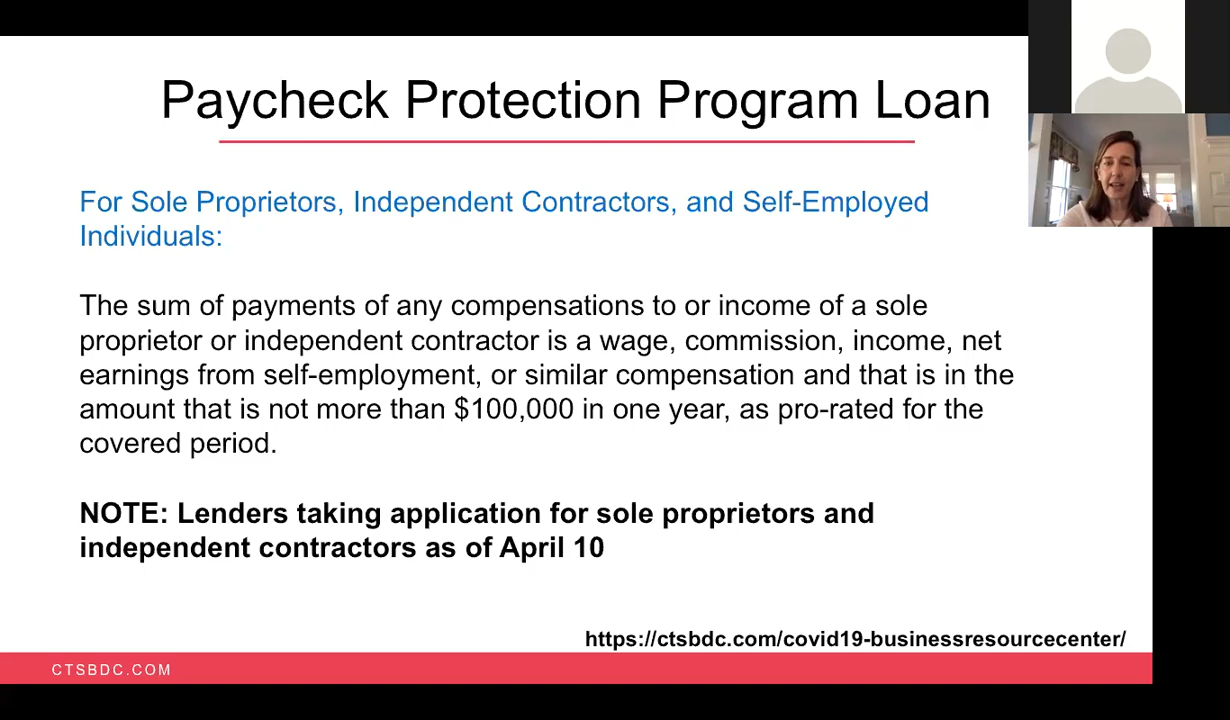 Paycheck Protection Program Loan
For Sole Proprietors, Independent Contractors, and Self-Employed
Individuals:
The sum of payments of any compensations to or income of a sole
proprietor or independent contractor is a wage, commission, income, net
earnings from self-employment, or similar compensation and that is in the
amount that is not more than $100,000 in one year, as pro-rated for the
covered period.
NOTE: Lenders taking application for sole proprietors and
independent contractors as of April 10
https://ctsbdc.com/covid19-businessresourcecenter/
CTSBDC.COM